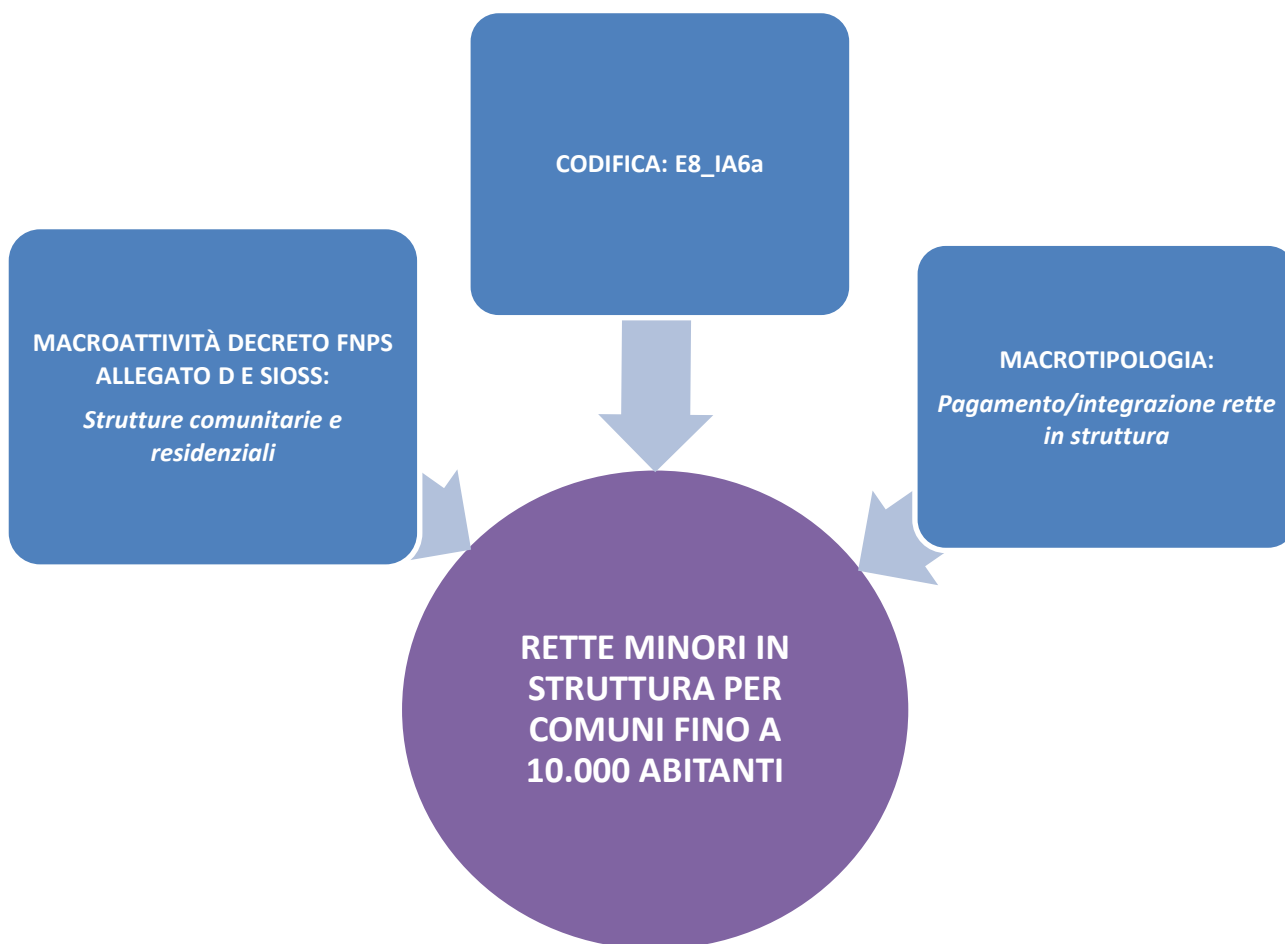 CODIFICA: E8_IA6a
MACROATTIVITÀ DECRETO FNPS
ALLEGATO D E SIOSS:
Strutture comunitarie e
residenziali
MACROTIPOLOGIA:
Pagamento/integrazione rette
in struttura
RETTE MINORI IN
STRUTTURA PER
COMUNI FINO A
10.000 ABITANTI